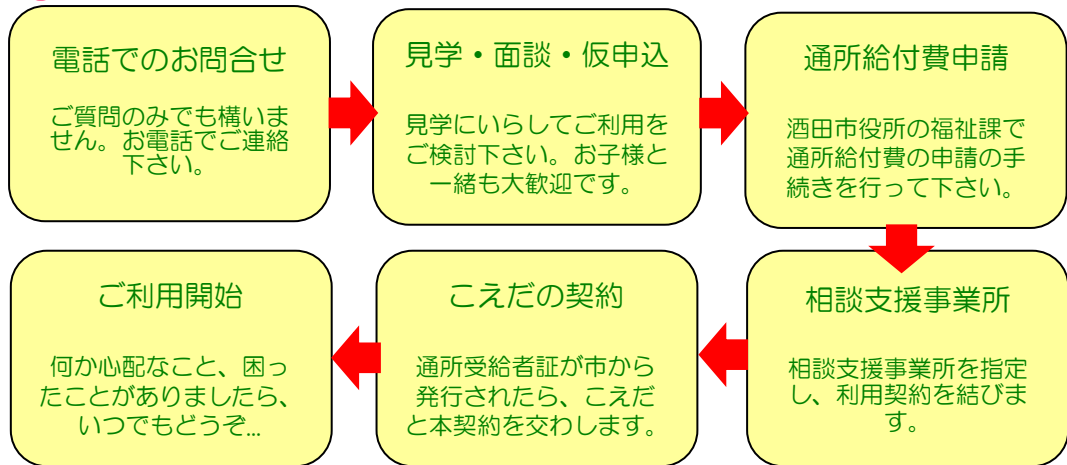 電話でのお問合せ
ご質問のみでも構いま
せん。お電話でご連絡
下さい。
見学・面談・仮申込
見学にいらしてご利用を
ご検討下さい。お子様と
一緒も大歓迎です。
通所給付費申請
酒田市役所の福祉課で
通所給付費の申請の手
続きを行って下さい。
相談支援事業所
相談支援事業所を指定
し、利用契約を結びま
す。
こえだの契約
通所受給者証が市から
発行されたら、こえだ
と本契約を交わします。
ご利用開始
何か心配なこと、困っ
たことがありましたら、
いつでもどうぞ...